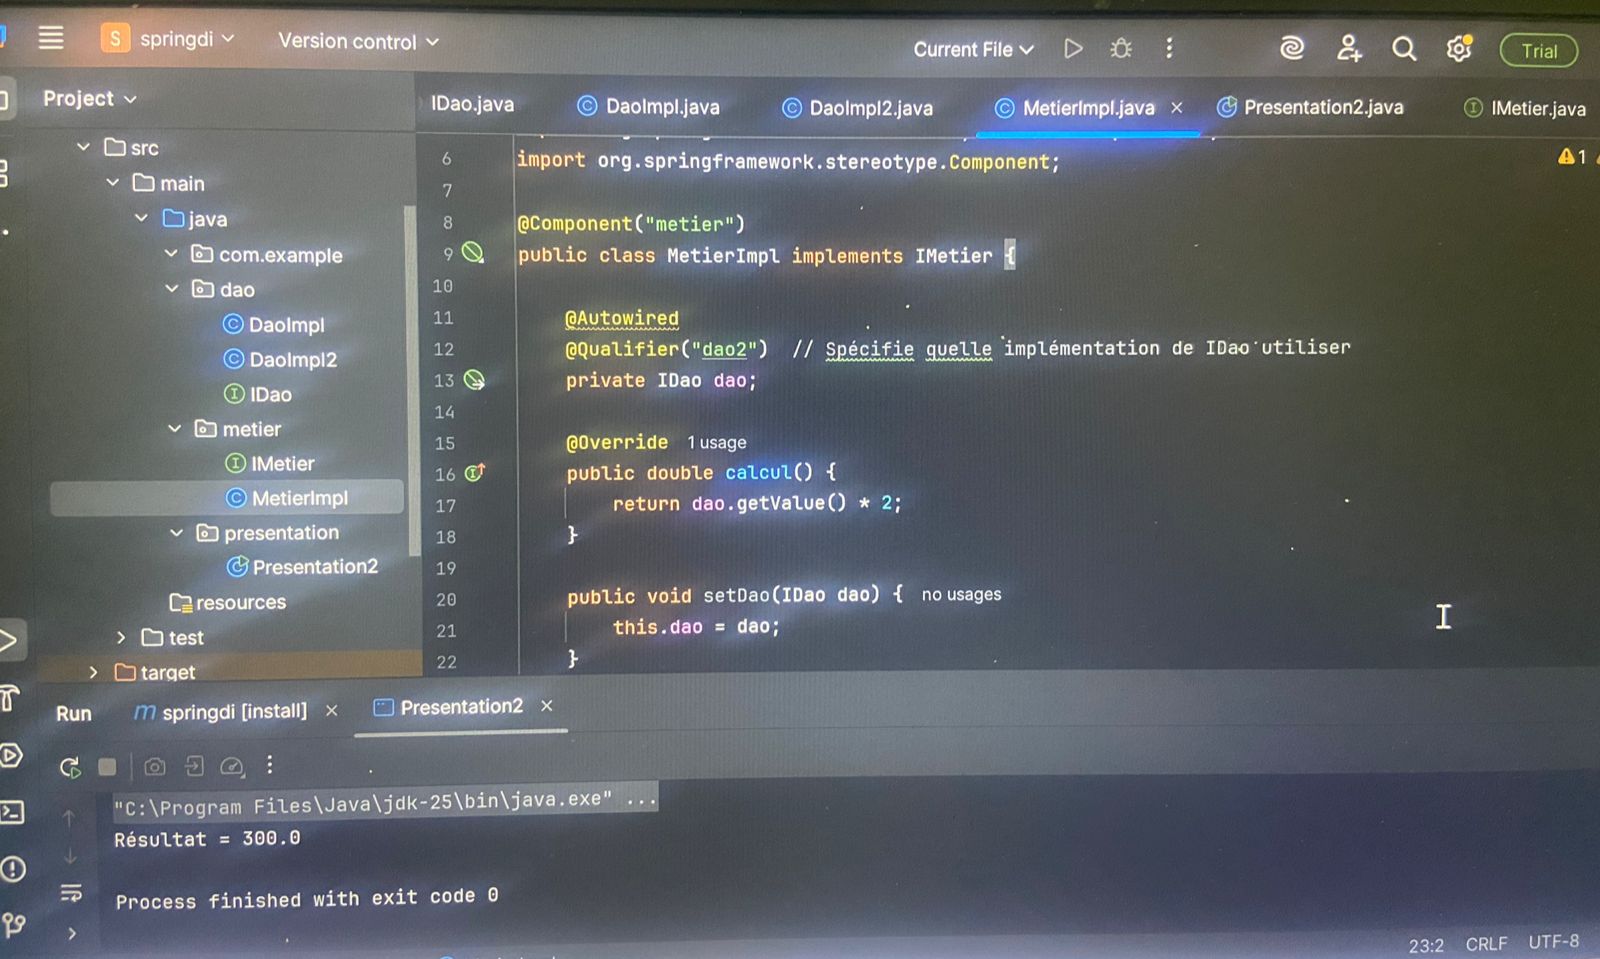 S springdi Version control Current File Trial
Project
IDao.java DaoImpl.java DaoImpl2.java MetierImpl.java Presentation2.java IMetier.java
src
main
java
com.example
dao
DaoImpl
DaoImpl2
IDao
metier
IMetier
MetierImpl
presentation
Presentation2
resources
test
target
6 import org.springframework.stereotype.Component;
7
8 @Component("metier")
9 public class MetierImpl implements IMetier {
10
11 @Autowired
12 @Qualifier("dao2") // Spécifie quelle implémentation de IDao utiliser
13 private IDao dao;
14
15 @Override 1 usage
16 public double calcul() {
17 return dao.getValue() * 2;
18 }
19
20 public void setDao(IDao dao) { no usages
21 this.dao = dao;
22 }
1
Run springdi [install] Presentation2
"C:\Program Files\Java\jdk-25\bin\java.exe" ...
Résultat = 300.0
Process finished with exit code 0
23:2 CRLF UTF-8